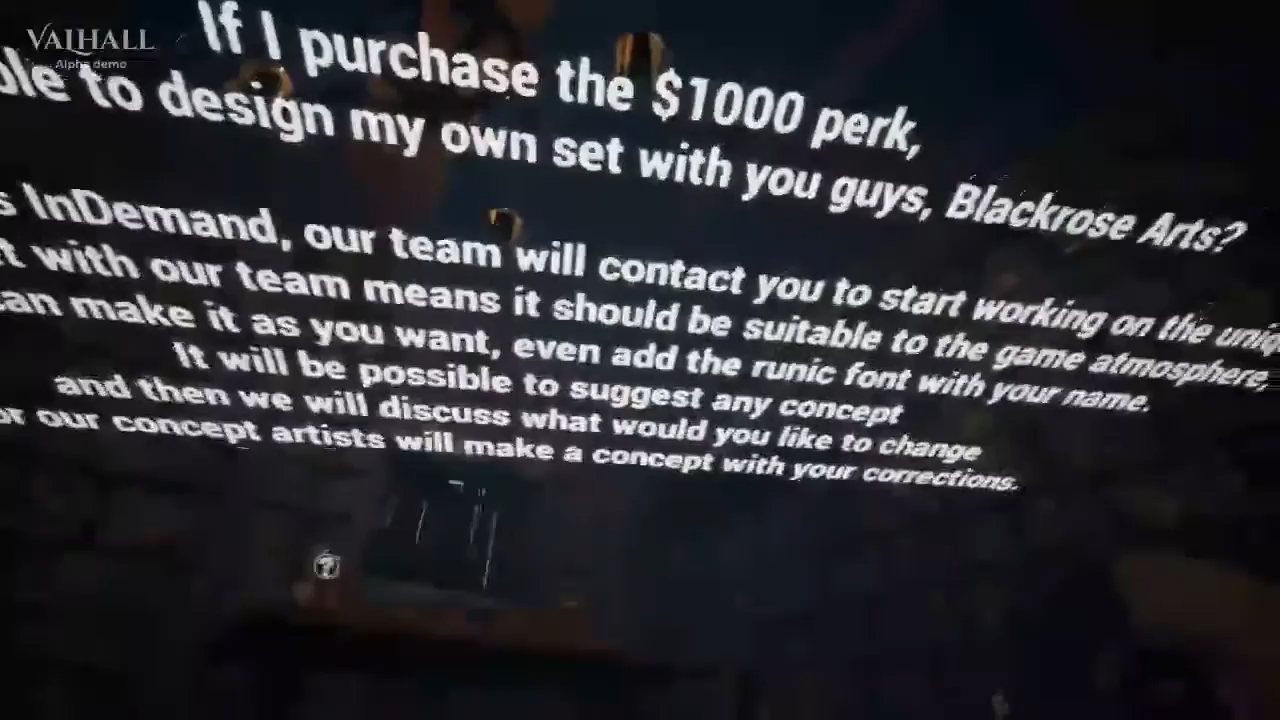 VALHALL
Alpha demo
If I purchase the $1000 perk,
to design my own set with you guys, Blackrose Arts?
InDemand, our team will contact you to start working on the
with our team means it should be suitable to the game atmosphere,
make it as you want, even add the runic font with your name.
It will be possible to suggest any concept
and then we will discuss what would you like to change
our concept artists will make a concept with your corrections.